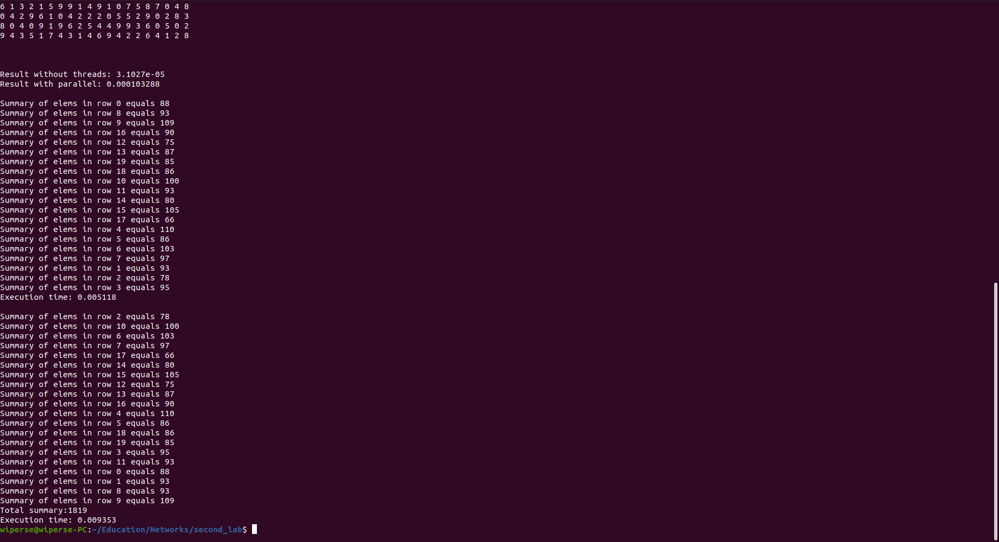 6 1 3 2 1 5 9 9 1 4 9 1 0 7 5 8 7 0 4 8
0 4 2 9 6 1 0 4 2 2 2 0 5 5 2 9 0 2 8 3
8 0 4 0 9 1 9 6 2 5 4 4 9 9 3 6 0 5 0 2
9 4 3 5 1 7 4 3 1 4 6 9 4 2 2 6 4 1 2 8
Result without threads: 3.1027e-05
Result with parallel: 0.000103288
Summary of elems in row 0 equals 88
Summary of elems in row 8 equals 93
Summary of elems in row 9 equals 109
Summary of elems in row 16 equals 90
Summary of elems in row 12 equals 75
Summary of elems in row 13 equals 87
Summary of elems in row 19 equals 85
Summary of elems in row 18 equals 86
Summary of elems in row 10 equals 100
Summary of elems in row 11 equals 93
Summary of elems in row 14 equals 80
Summary of elems in row 15 equals 105
Summary of elems in row 17 equals 66
Summary of elems in row 4 equals 110
Summary of elems in row 5 equals 86
Summary of elems in row 6 equals 103
Summary of elems in row 7 equals 97
Summary of elems in row 1 equals 93
Summary of elems in row 2 equals 78
Summary of elems in row 3 equals 95
Execution time: 0.005118
Summary of elems in row 2 equals 78
Summary of elems in row 10 equals 100
Summary of elems in row 6 equals 103
Summary of elems in row 7 equals 97
Summary of elems in row 17 equals 66
Summary of elems in row 14 equals 80
Summary of elems in row 15 equals 105
Summary of elems in row 12 equals 75
Summary of elems in row 13 equals 87
Summary of elems in row 16 equals 90
Summary of elems in row 4 equals 110
Summary of elems in row 5 equals 86
Summary of elems in row 18 equals 86
Summary of elems in row 19 equals 85
Summary of elems in row 3 equals 95
Summary of elems in row 11 equals 93
Summary of elems in row 0 equals 88
Summary of elems in row 1 equals 93
Summary of elems in row 8 equals 93
Summary of elems in row 9 equals 109
Total summary:1819
Execution time: 0.009353
wiperse@wiperse-PC:~/Education/Networks/second_lab$